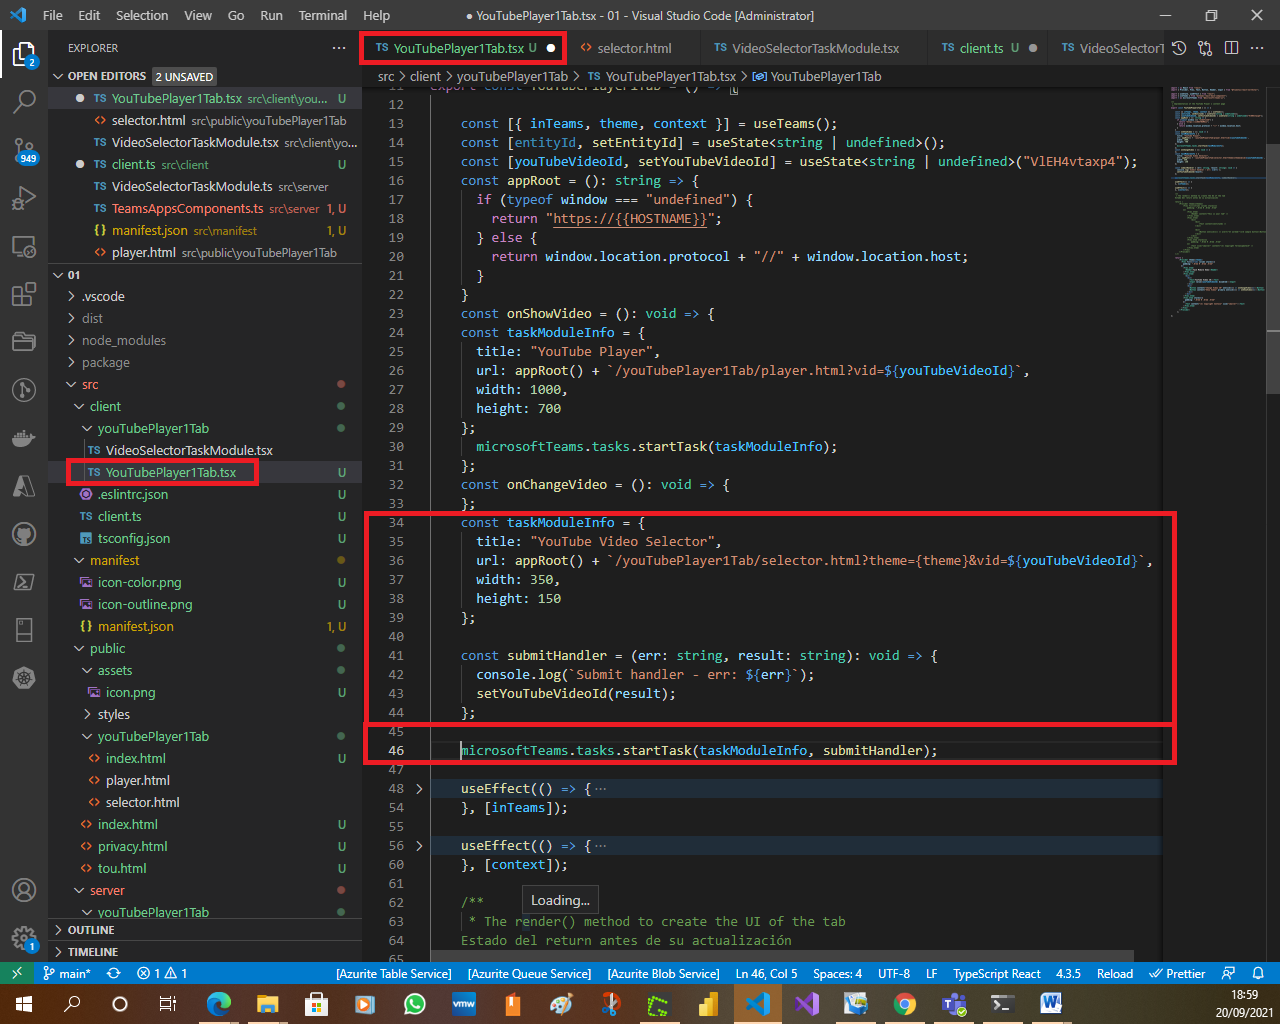 File Edit Selection View Go Run Terminal Help ● YouTubePlayer1Tab.tsx - 01 - Visual Studio Code [Administrator]
EXPLORER ···
OPEN EDITORS 2 UNSAVED
TS YouTubePlayer1Tab.tsx src\client\you... U
<> selector.html src\public\youTubePlayer1Tab
TS VideoSelectorTaskModule.tsx src\client\yo...
TS client.ts src\client U
TS VideoSelectorTaskModule.ts src\server
TS TeamsAppsComponents.ts src\server 1, U
{} manifest.json src\manifest 1, U
<> player.html src\public\youTubePlayer1Tab
01
.vscode
dist
node_modules
package
src
client
youTubePlayer1Tab
TS VideoSelectorTaskModule.tsx
TS YouTubePlayer1Tab.tsx U
.eslintrc.json U
TS client.ts U
tsconfig.json U
manifest
icon-color.png U
icon-outline.png U
{} manifest.json 1, U
public
assets
icon.png U
styles
youTubePlayer1Tab
<> index.html U
<> player.html
<> selector.html
<> index.html U
<> privacy.html U
<> tou.html U
server
youTubePlayer1Tab
OUTLINE
TIMELINE
2
949
1
TS YouTubePlayer1Tab.tsx U ● <> selector.html TS VideoSelectorTaskModule.tsx TS client.ts U ● TS VideoSelectorT
src > client > youTubePlayer1Tab > TS YouTubePlayer1Tab.tsx > YouTubePlayer1Tab
11 export const YouTubePlayer1Tab = () => {
12
13 const [{ inTeams, theme, context }] = useTeams();
14 const [entityId, setEntityId] = useState<string | undefined>();
15 const [youTubeVideoId, setYouTubeVideoId] = useState<string | undefined>("VlEH4vtaxp4");
16 const appRoot = (): string => {
17 if (typeof window === "undefined") {
18 return "https://{{HOSTNAME}}";
19 } else {
20 return window.location.protocol + "//" + window.location.host;
21 }
22 }
23 const onShowVideo = (): void => {
24 const taskModuleInfo = {
25 title: "YouTube Player",
26 url: appRoot() + `/youTubePlayer1Tab/player.html?vid=${youTubeVideoId}`,
27 width: 1000,
28 height: 700
29 };
30 microsoftTeams.tasks.startTask(taskModuleInfo);
31 };
32 const onChangeVideo = (): void => {
33 };
34 const taskModuleInfo = {
35 title: "YouTube Video Selector",
36 url: appRoot() + `/youTubePlayer1Tab/selector.html?theme={theme}&vid=${youTubeVideoId}`,
37 width: 350,
38 height: 150
39 };
40
41 const submitHandler = (err: string, result: string): void => {
42 console.log(`Submit handler - err: ${err}`);
43 setYouTubeVideoId(result);
44 };
45
46 microsoftTeams.tasks.startTask(taskModuleInfo, submitHandler);
47
48 useEffect(() => {···
54 }, [inTeams]);
55
56 useEffect(() => {···
60 }, [context]);
61
62 /**
63 * The render() method to create the UI of the tab
64 Estado del return antes de su actualización
65
Loading...
main* 1 1 [Azurite Table Service] [Azurite Queue Service] [Azurite Blob Service] Ln 46, Col 5 Spaces: 4 UTF-8 LF TypeScript React 4.3.5 Reload Prettier
vmw
18:59
20/09/2021